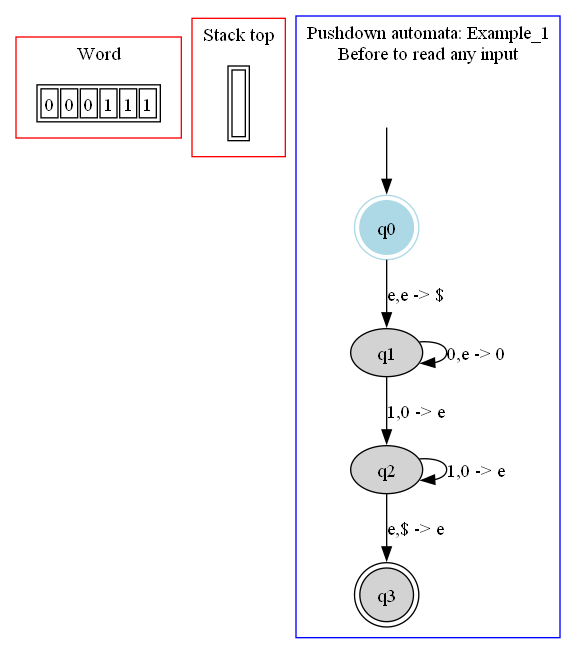 Word
0 0 0 1 1 1
Stack top
Pushdown automata: Example_1
Before to read any input
q0
e,e -> $
q1
0,e -> 0
1,0 -> e
q2
1,0 -> e
e,$ -> e
q3